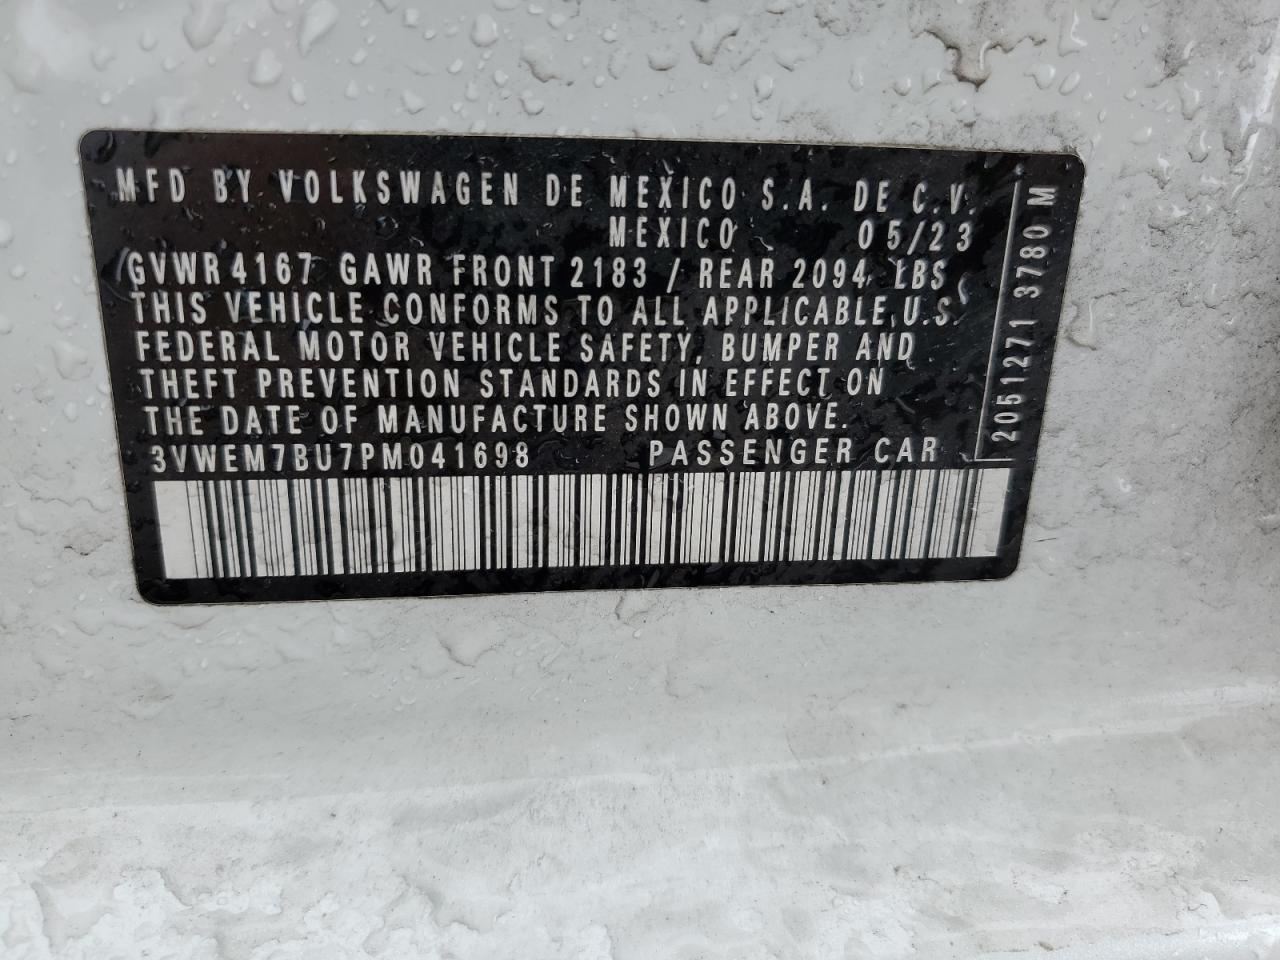 MFD BY VOLKSWAGEN DE MEXICO S.A. DE C.V.
MEXICO 05/23
GVWR 4167 GAWR FRONT 2183 / REAR 2094 LBS
THIS VEHICLE CONFORMS TO ALL APPLICABLE U.S.
FEDERAL MOTOR VEHICLE SAFETY, BUMPER AND
THEFT PREVENTION STANDARDS IN EFFECT ON
THE DATE OF MANUFACTURE SHOWN ABOVE.
3VWEM7BU7PM041698 PASSENGER CAR
2051271 3780 M